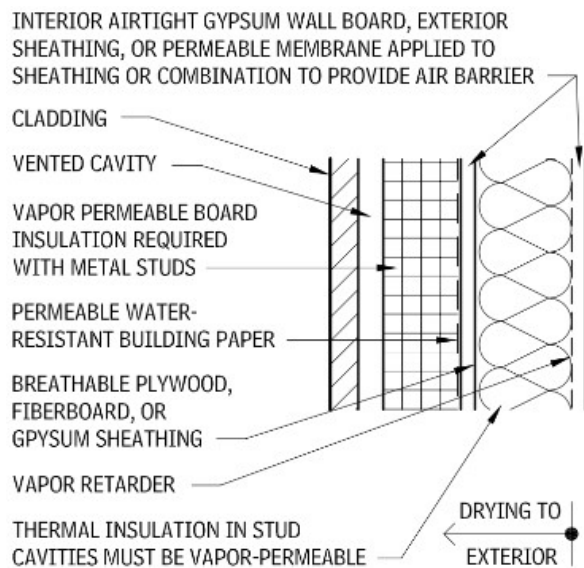 INTERIOR AIRTIGHT GYPSUM WALL BOARD, EXTERIOR
SHEATHING, OR PERMEABLE MEMBRANE APPLIED TO
SHEATHING OR COMBINATION TO PROVIDE AIR BARRIER
CLADDING
VENTED CAVITY
VAPOR PERMEABLE BOARD
INSULATION REQUIRED
WITH METAL STUDS
PERMEABLE WATER-
RESISTANT BUILDING PAPER
BREATHABLE PLYWOOD,
FIBERBOARD, OR
GPYSUM SHEATHING
VAPOR RETARDER
THERMAL INSULATION IN STUD
CAVITIES MUST BE VAPOR-PERMEABLE
DRYING TO
EXTERIOR